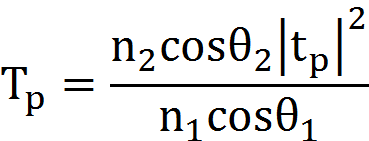 Tₚ = n₂cosθ₂|tₚ|² / n₁cosθ₁